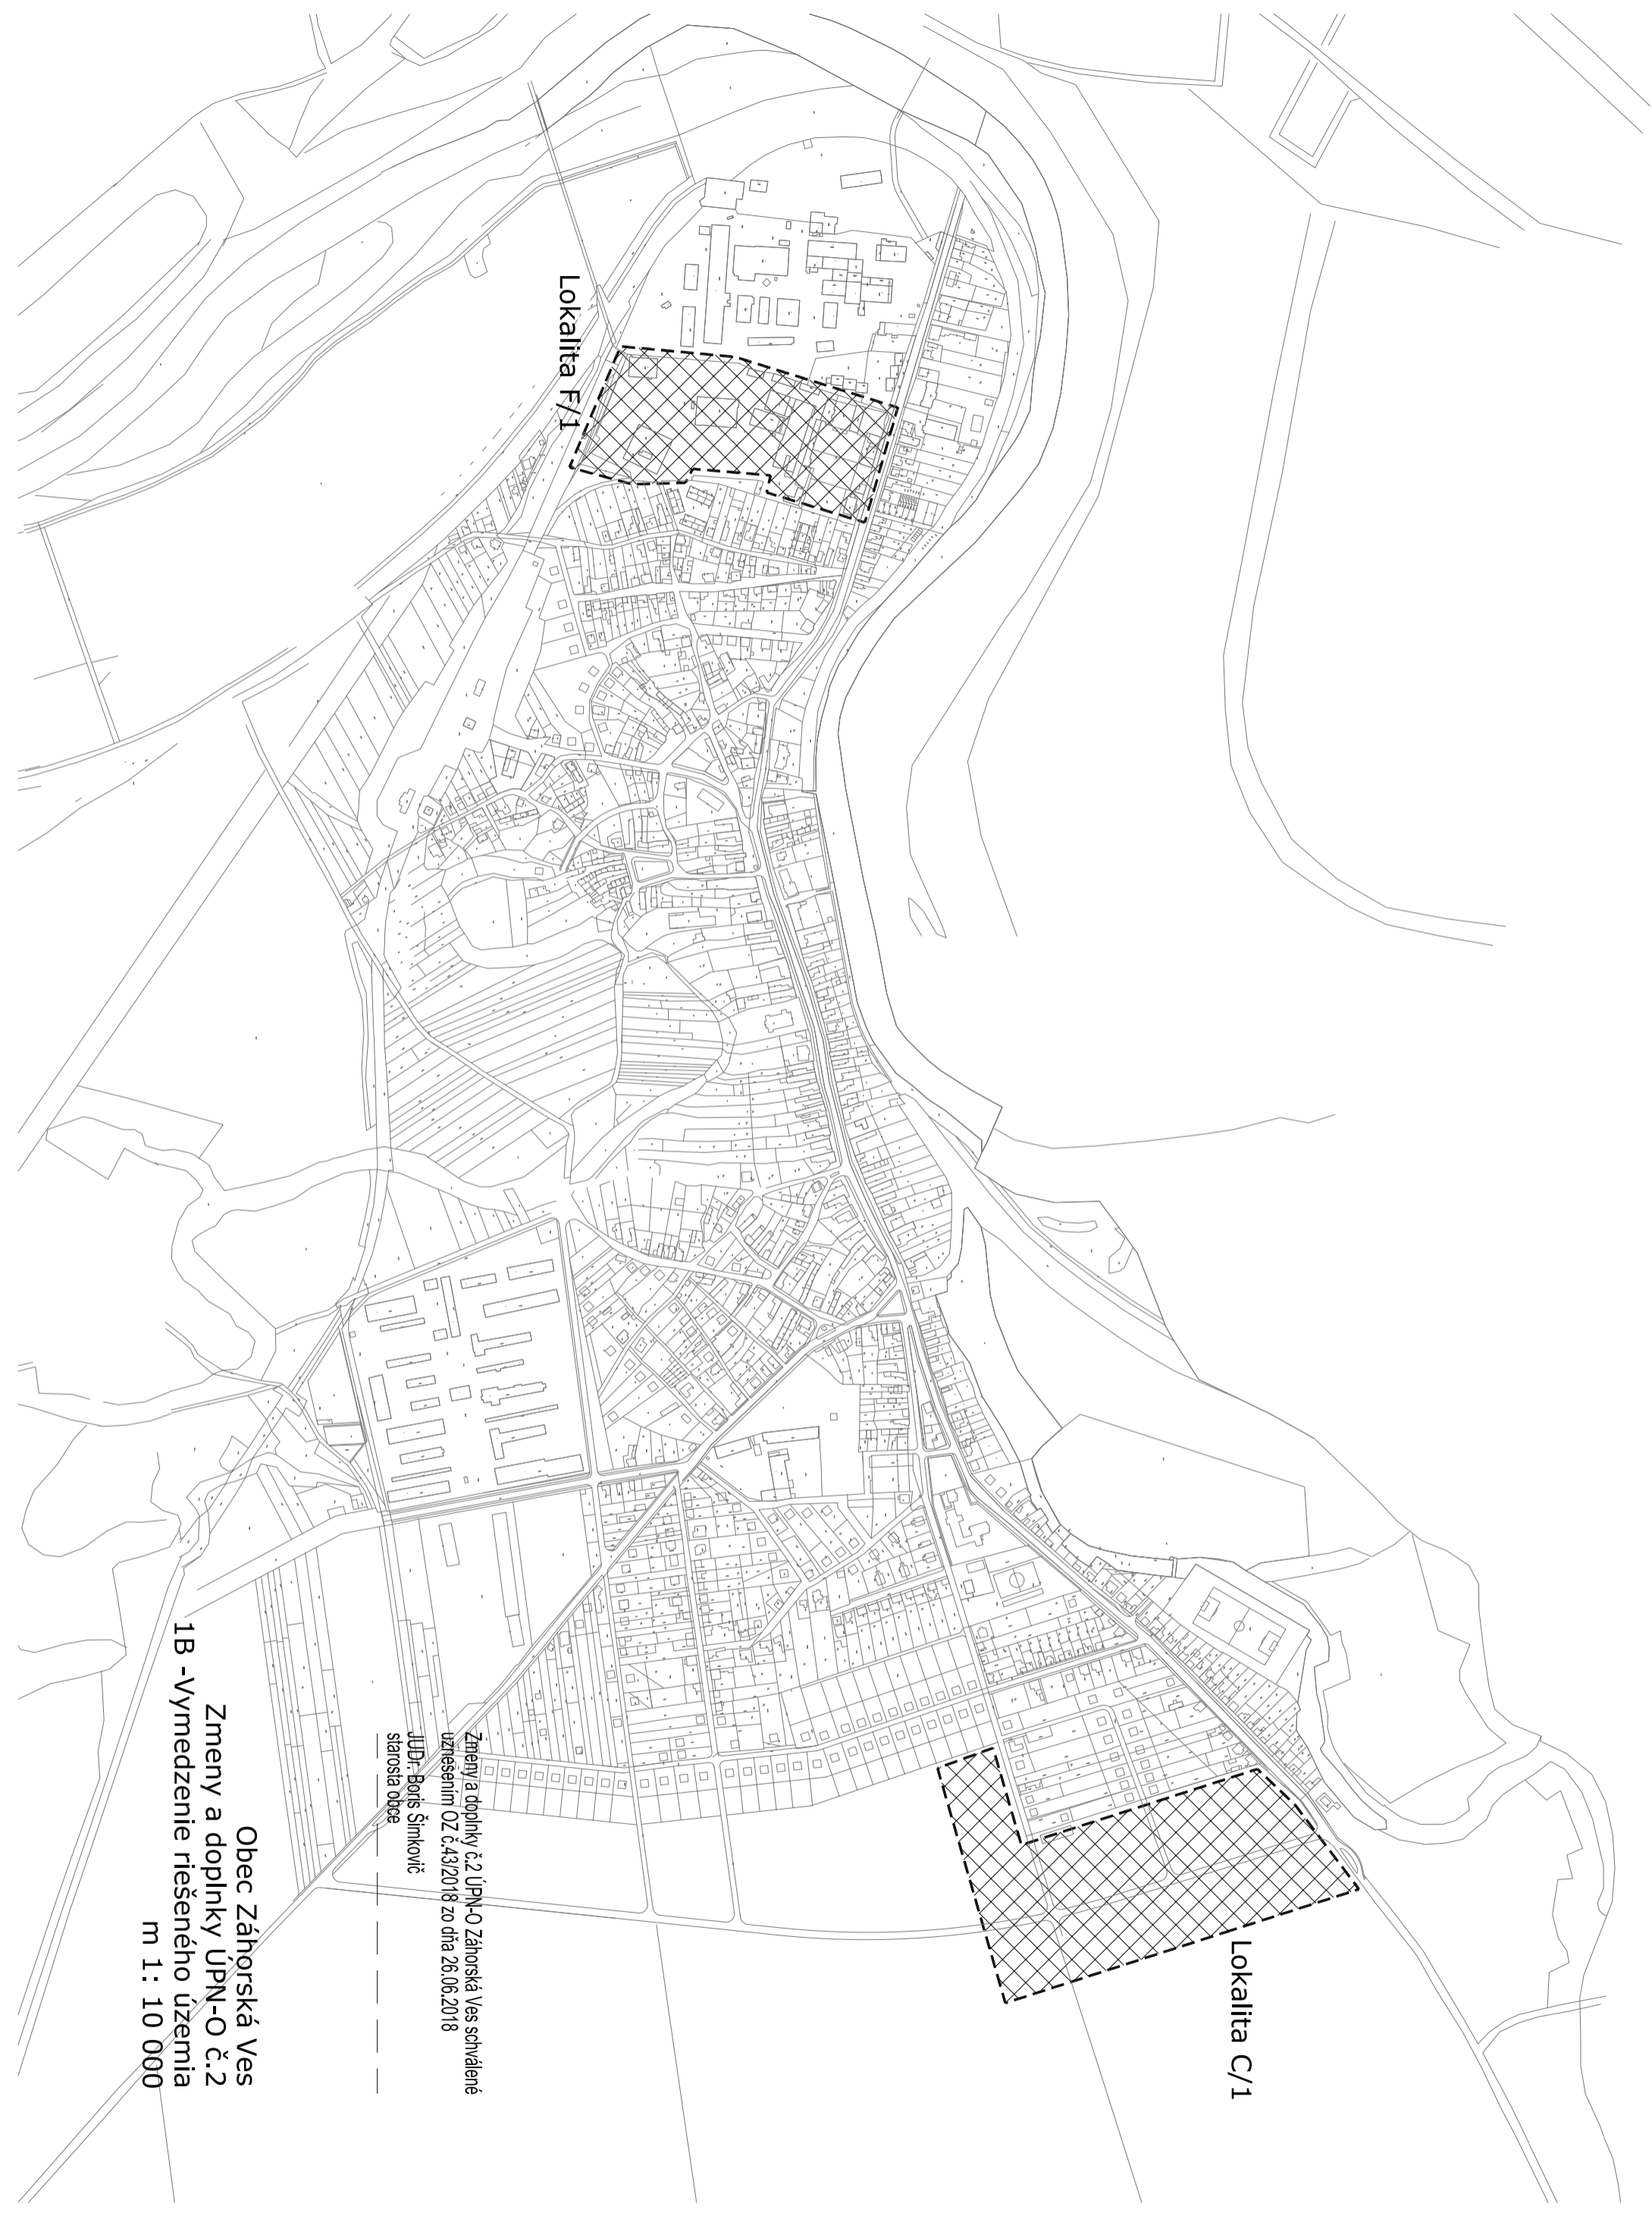 Lokalita F/1
Lokalita C/1
Zmeny a doplnky č.2 ÚPN-O Záhorská Ves schválené
uznesením OZ č.43/2018 zo dňa 26.06.2018
JUDr. Boris Šimkovič
starosta obce
Obec Záhorská Ves
Zmeny a doplnky ÚPN-O č.2
1B -Vymedzenie riešeného územia
m 1: 10 000